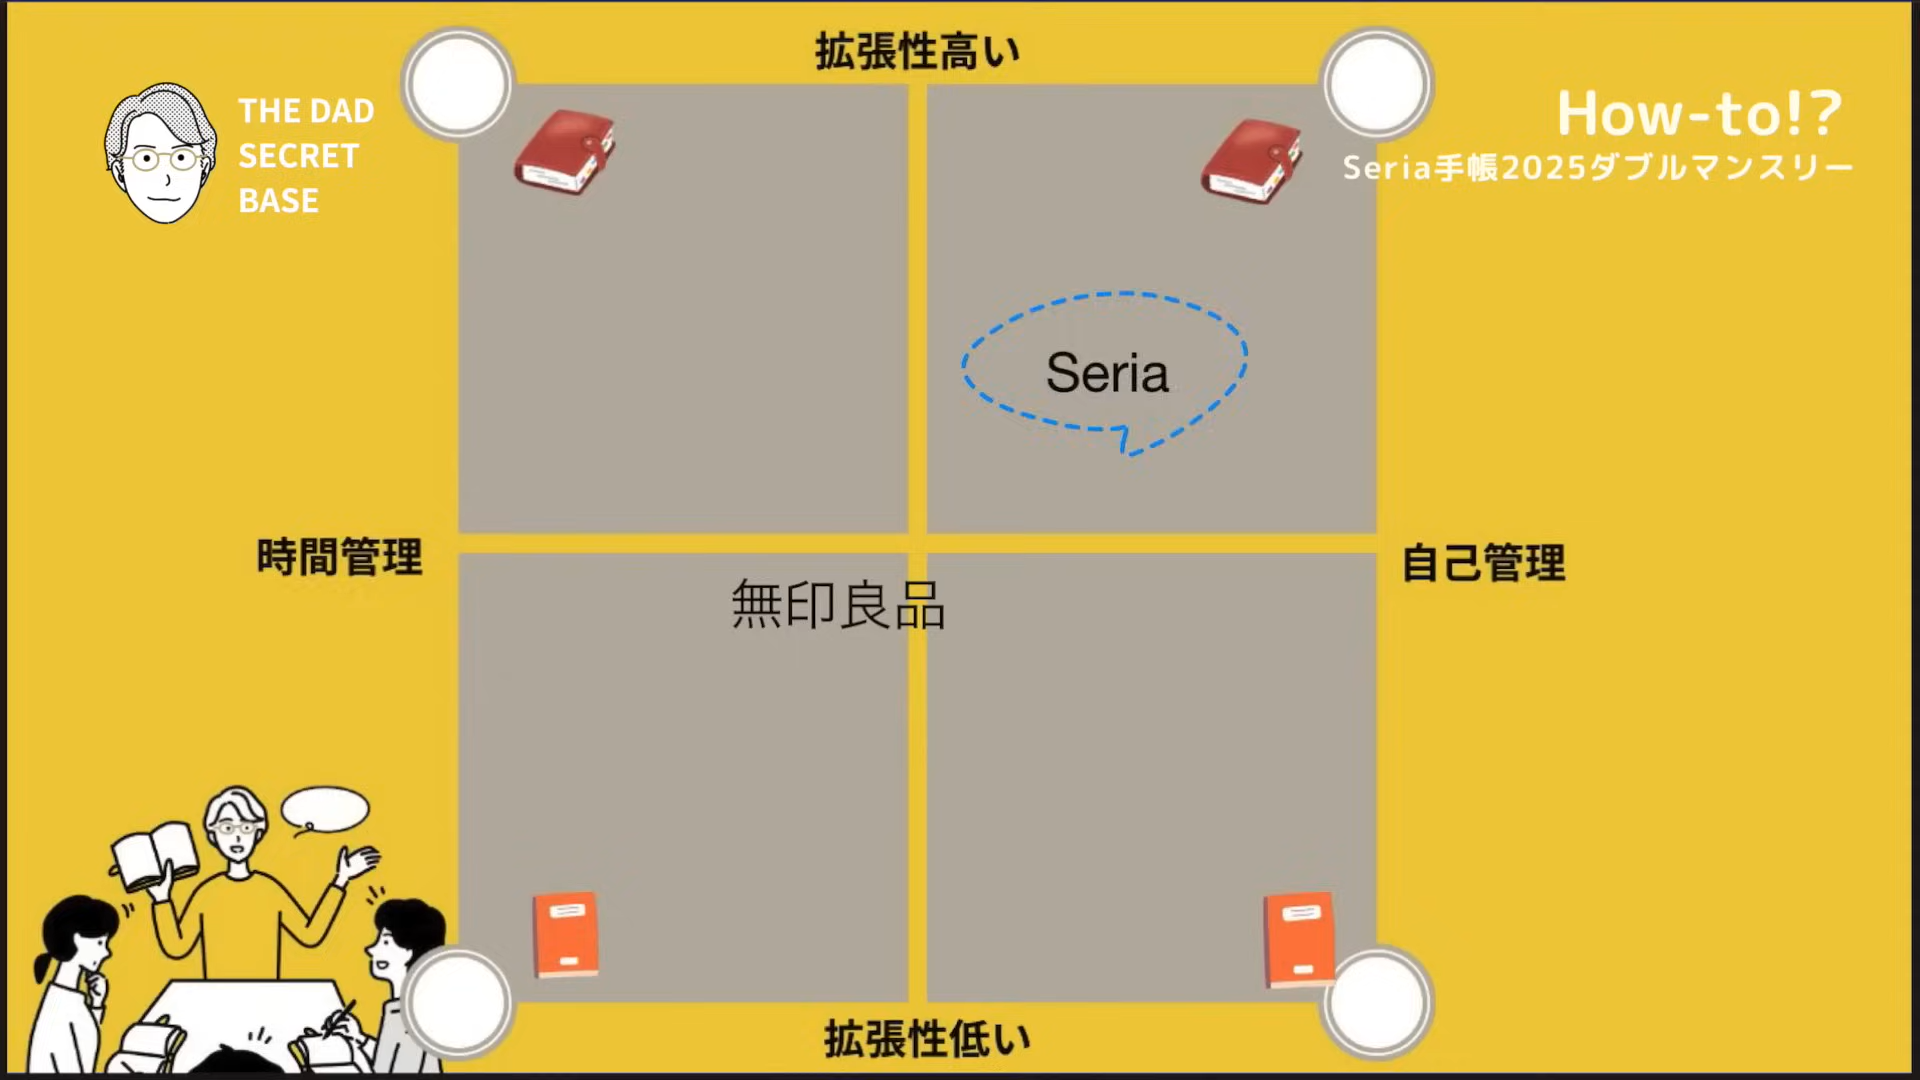 拡張性高い
THE DAD
SECRET
BASE
How-to!?
Seria手帳2025ダブルマンスリー
Seria
時間管理
自己管理
無印良品
拡張性低い